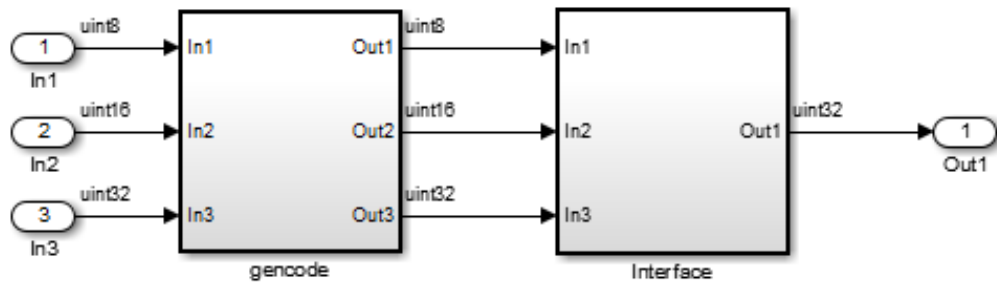 uint8
uint8
1
In1
Out1
In1
In1
uint16
uint16
uint32
2
In2
Out2
In2
Out1
1
In2
Out1
uint32
uint32
3
In3
Out3
In3
In3
gencode
Interface